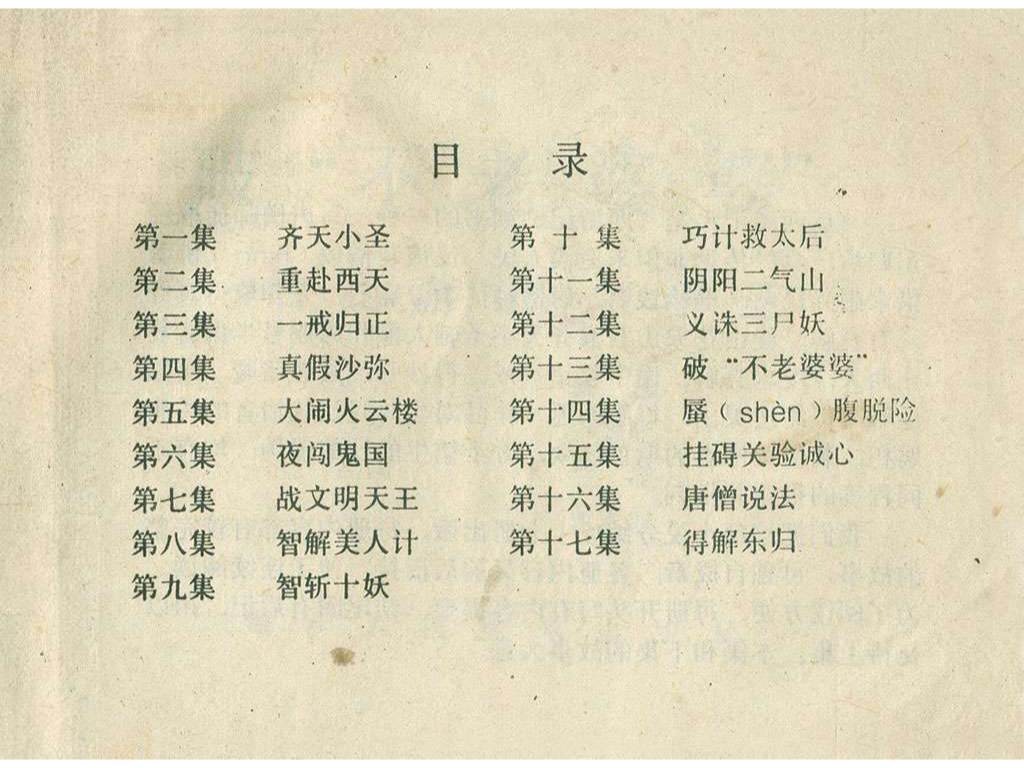 目 录
第一集 齐天小圣
第二集 重赴西天
第三集 一戒归正
第四集 真假沙弥
第五集 大闹火云楼
第六集 夜闯鬼国
第七集 战文明天王
第八集 智解美人计
第九集 智斩十妖
第十集 巧计救太后
第十一集 阴阳二气山
第十二集 义诛三尸妖
第十三集 破“不老婆婆”
第十四集 蜃（shèn）腹脱险
第十五集 挂碍关验诚心
第十六集 唐僧说法
第十七集 得解东归